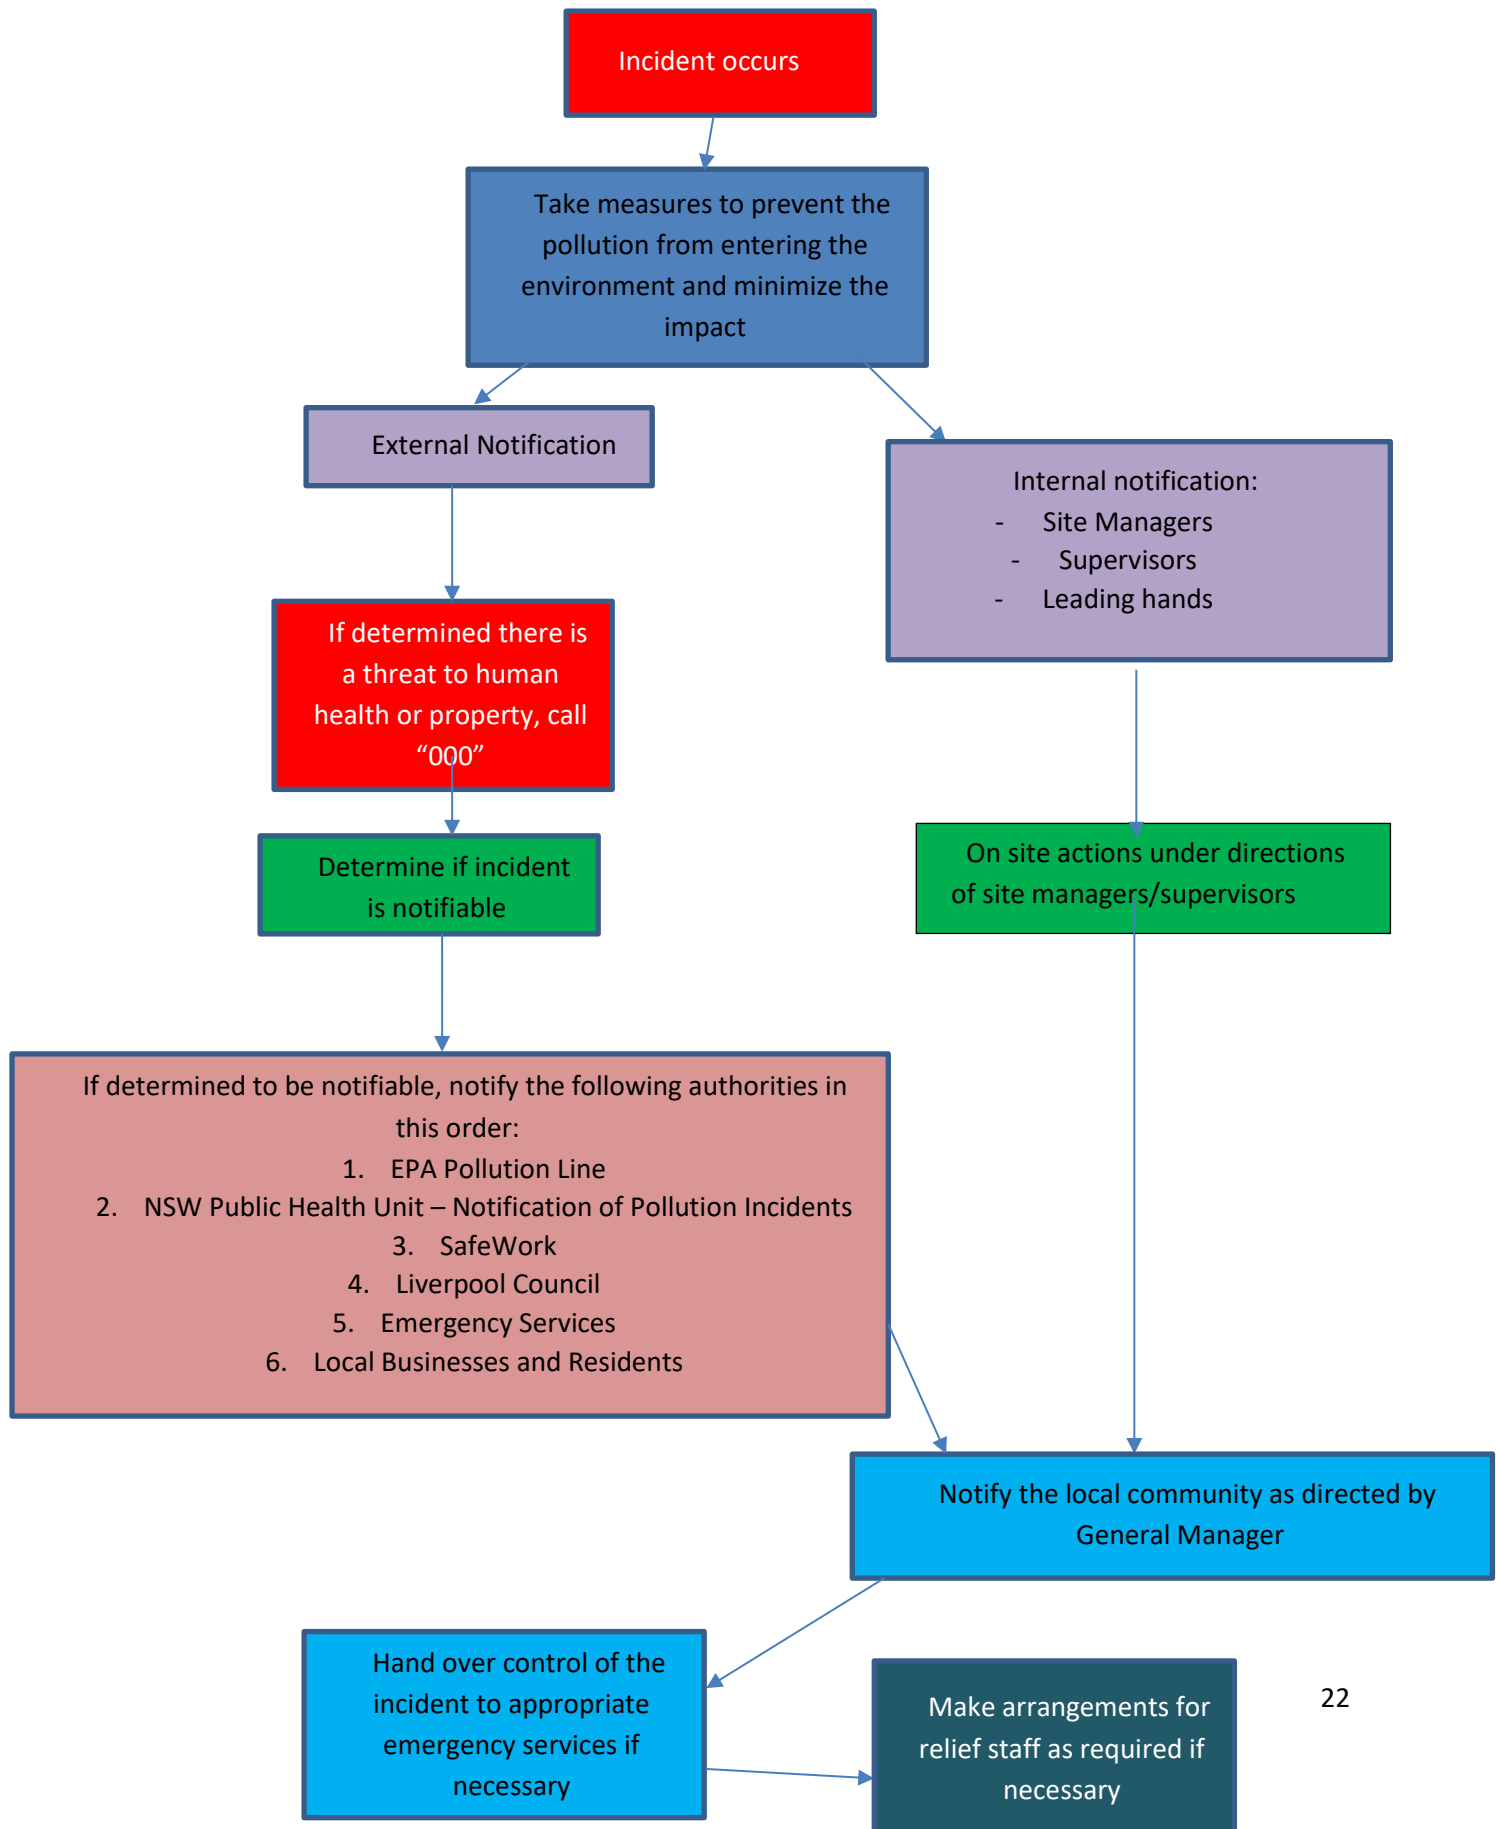 Incident occurs
Take measures to prevent the
pollution from entering the
environment and minimize the
impact
External Notification
Internal notification:
- Site Managers
- Supervisors
- Leading hands
If determined there is
a threat to human
health or property, call
“000”
Determine if incident
is notifiable
On site actions under directions
of site managers/supervisors
If determined to be notifiable, notify the following authorities in
this order:
1. EPA Pollution Line
2. NSW Public Health Unit – Notification of Pollution Incidents
3. SafeWork
4. Liverpool Council
5. Emergency Services
6. Local Businesses and Residents
Notify the local community as directed by
General Manager
Hand over control of the
incident to appropriate
emergency services if
necessary
Make arrangements for
relief staff as required if
necessary
22